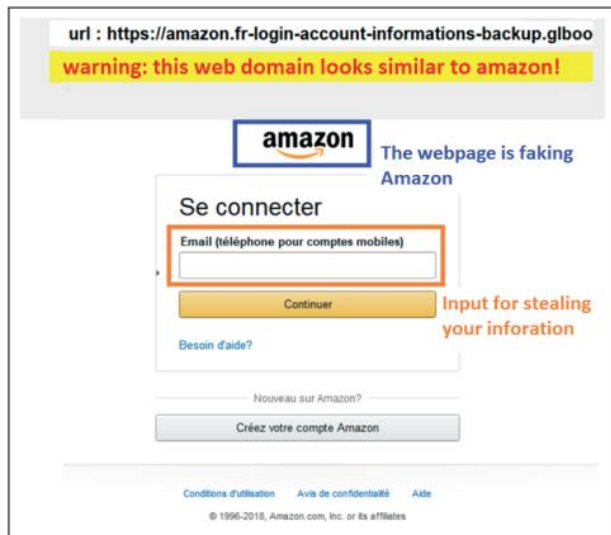 url : https://amazon.fr-login-account-informations-backup.glboo
warning: this web domain looks similar to amazon!
amazon
The webpage is faking
Amazon
Se connecter
Email (téléphone pour comptes mobiles)
Continuer
Input for stealing
your inforation
Besoin d'aide?
Nouveau sur Amazon?
Créez votre compte Amazon
Conditions d'utilisation Avis de confidentialité Aide
© 1996-2018, Amazon.com, Inc. or its affiliates